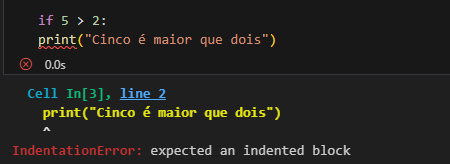 if 5 > 2:
print("Cinco é maior que dois")
0.0s
Cell In[3], line 2
print("Cinco é maior que dois")
^
IndentationError: expected an indented block